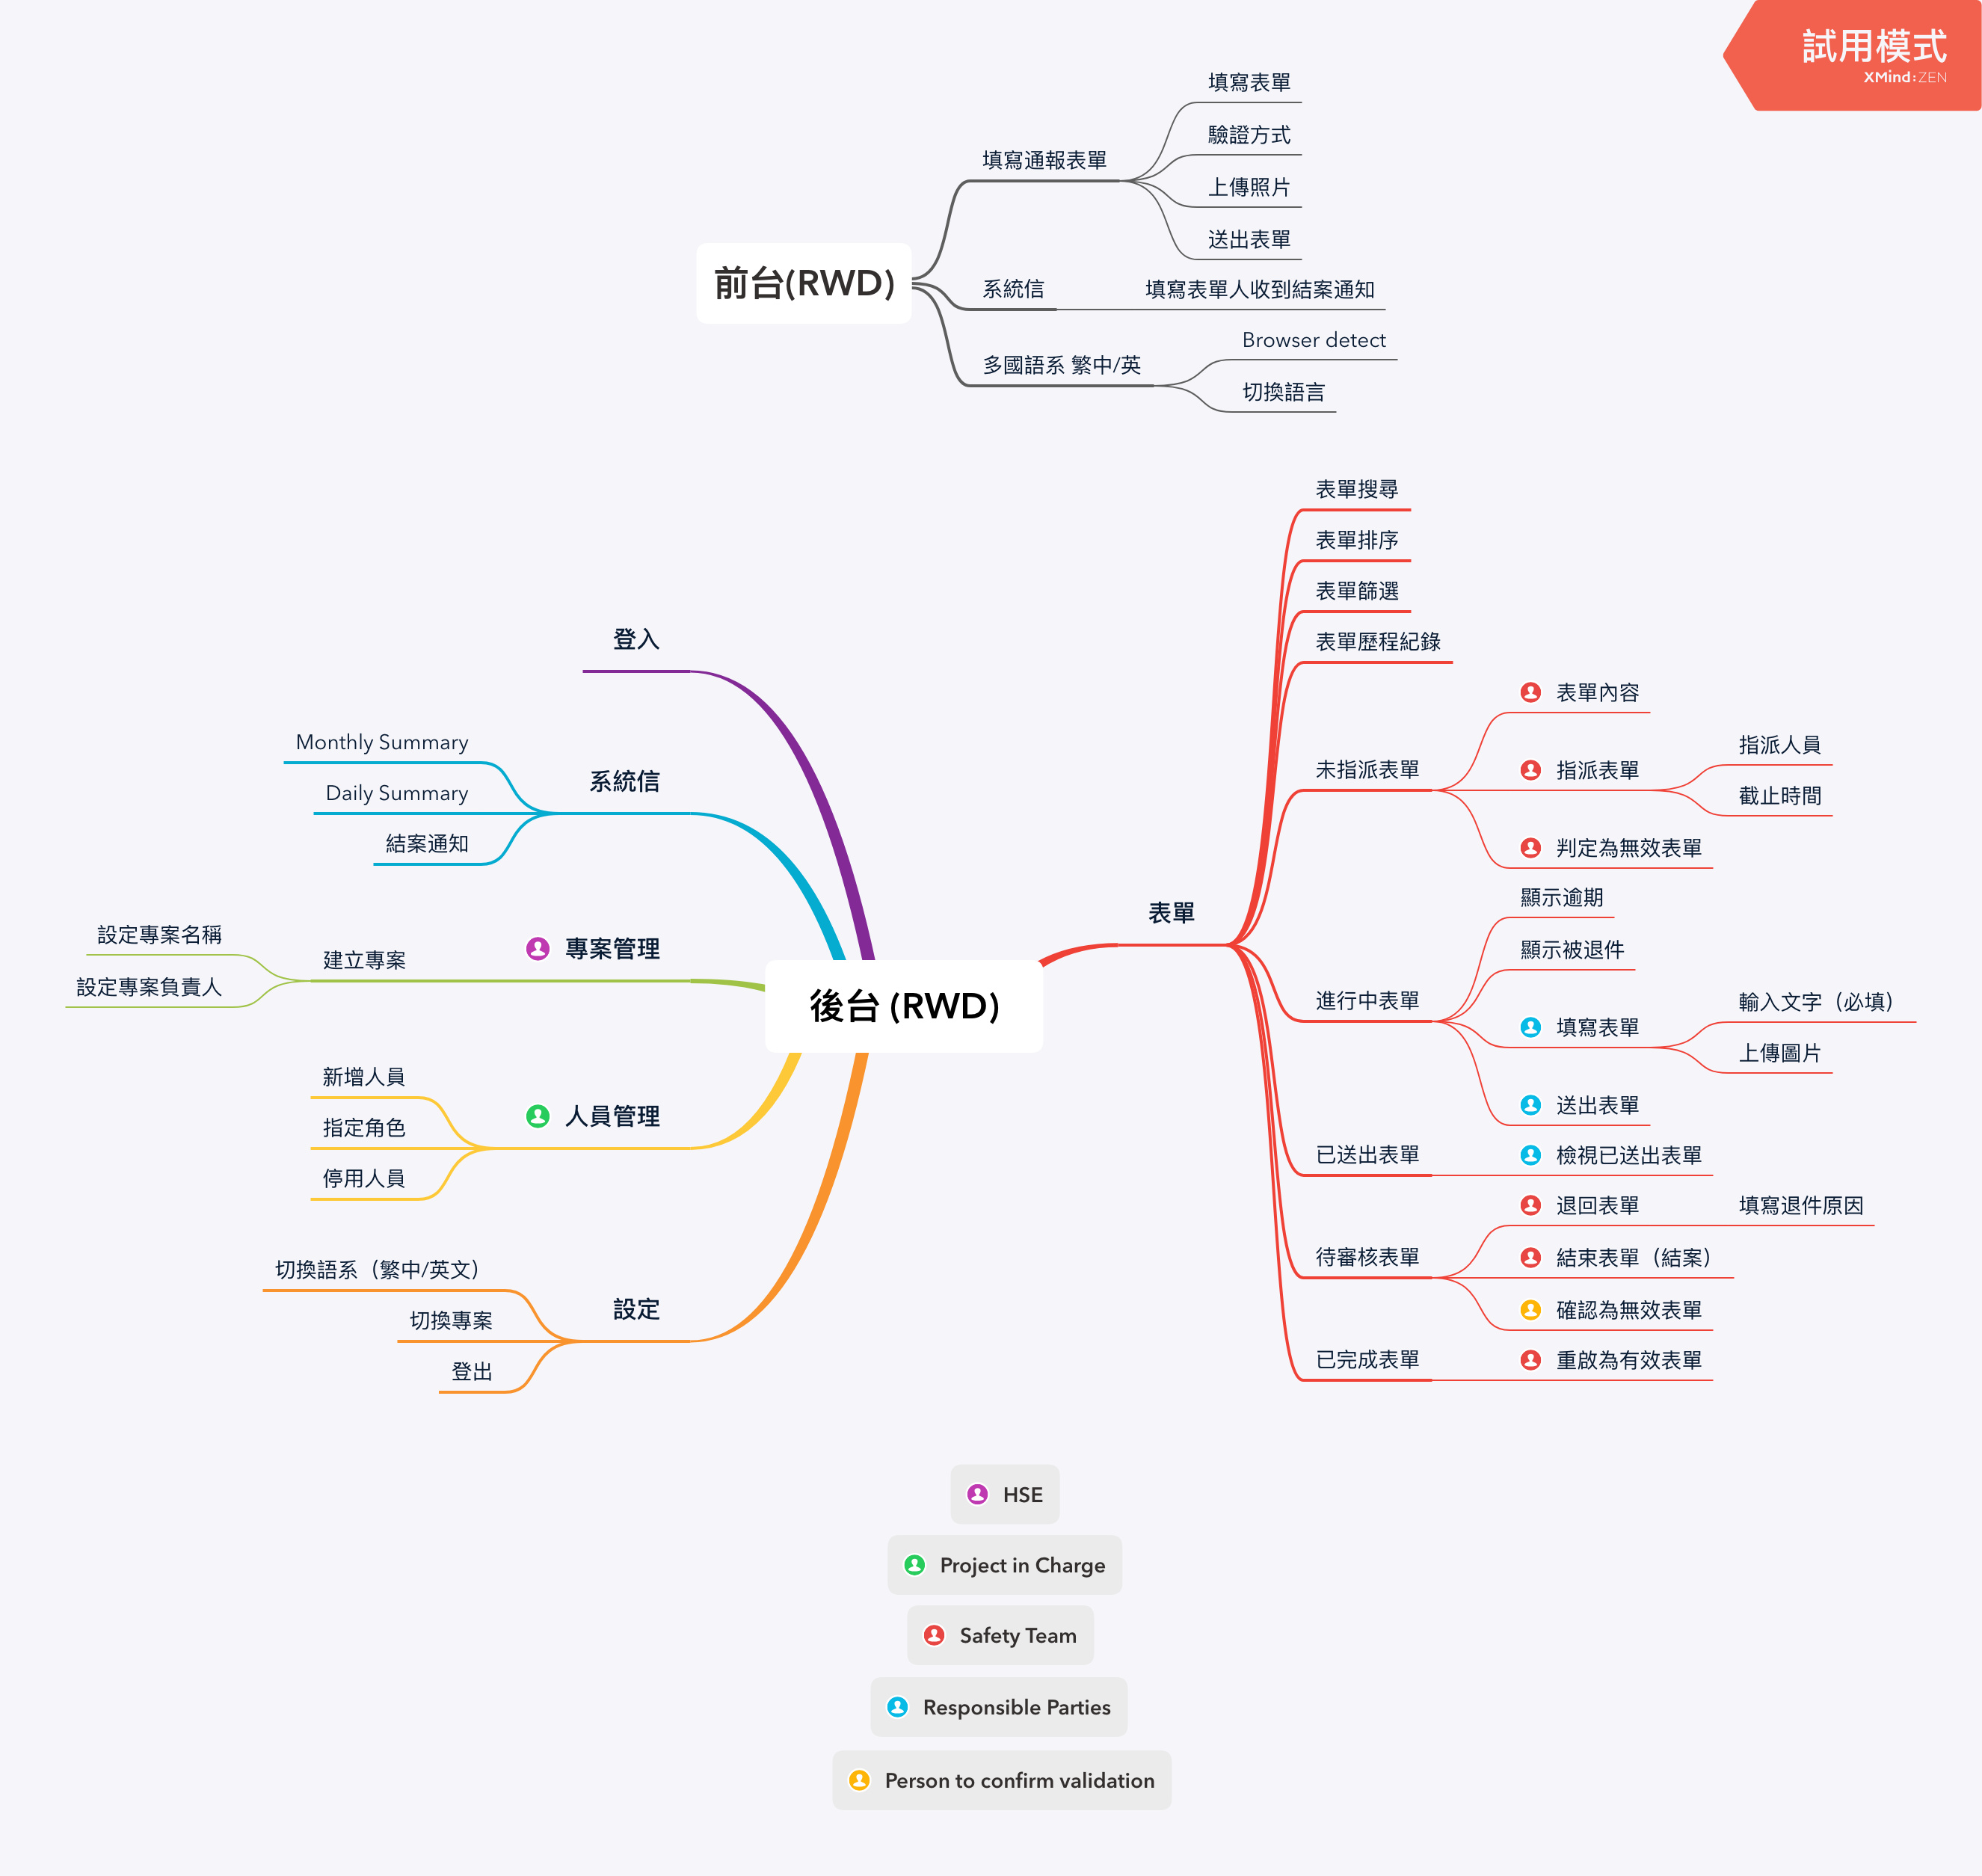 試用模式
XMind:ZEN
前台(RWD)
填寫通報表單
填寫表單
驗證方式
上傳照片
送出表單
系統信
填寫表單人收到結案通知
多國語系 繁中/英
Browser detect
切換語言
後台 (RWD)
登入
系統信
Monthly Summary
Daily Summary
結案通知
專案管理
建立專案
設定專案名稱
設定專案負責人
人員管理
新增人員
指定角色
停用人員
設定
切換語系（繁中/英文）
切換專案
登出
表單
表單搜尋
表單排序
表單篩選
表單歷程紀錄
未指派表單
表單內容
指派表單
指派人員
截止時間
判定為無效表單
進行中表單
顯示逾期
顯示被退件
填寫表單
輸入文字（必填）
上傳圖片
送出表單
已送出表單
檢視已送出表單
待審核表單
退回表單
填寫退件原因
結束表單（結案）
確認為無效表單
已完成表單
重啟為有效表單
HSE
Project in Charge
Safety Team
Responsible Parties
Person to confirm validation